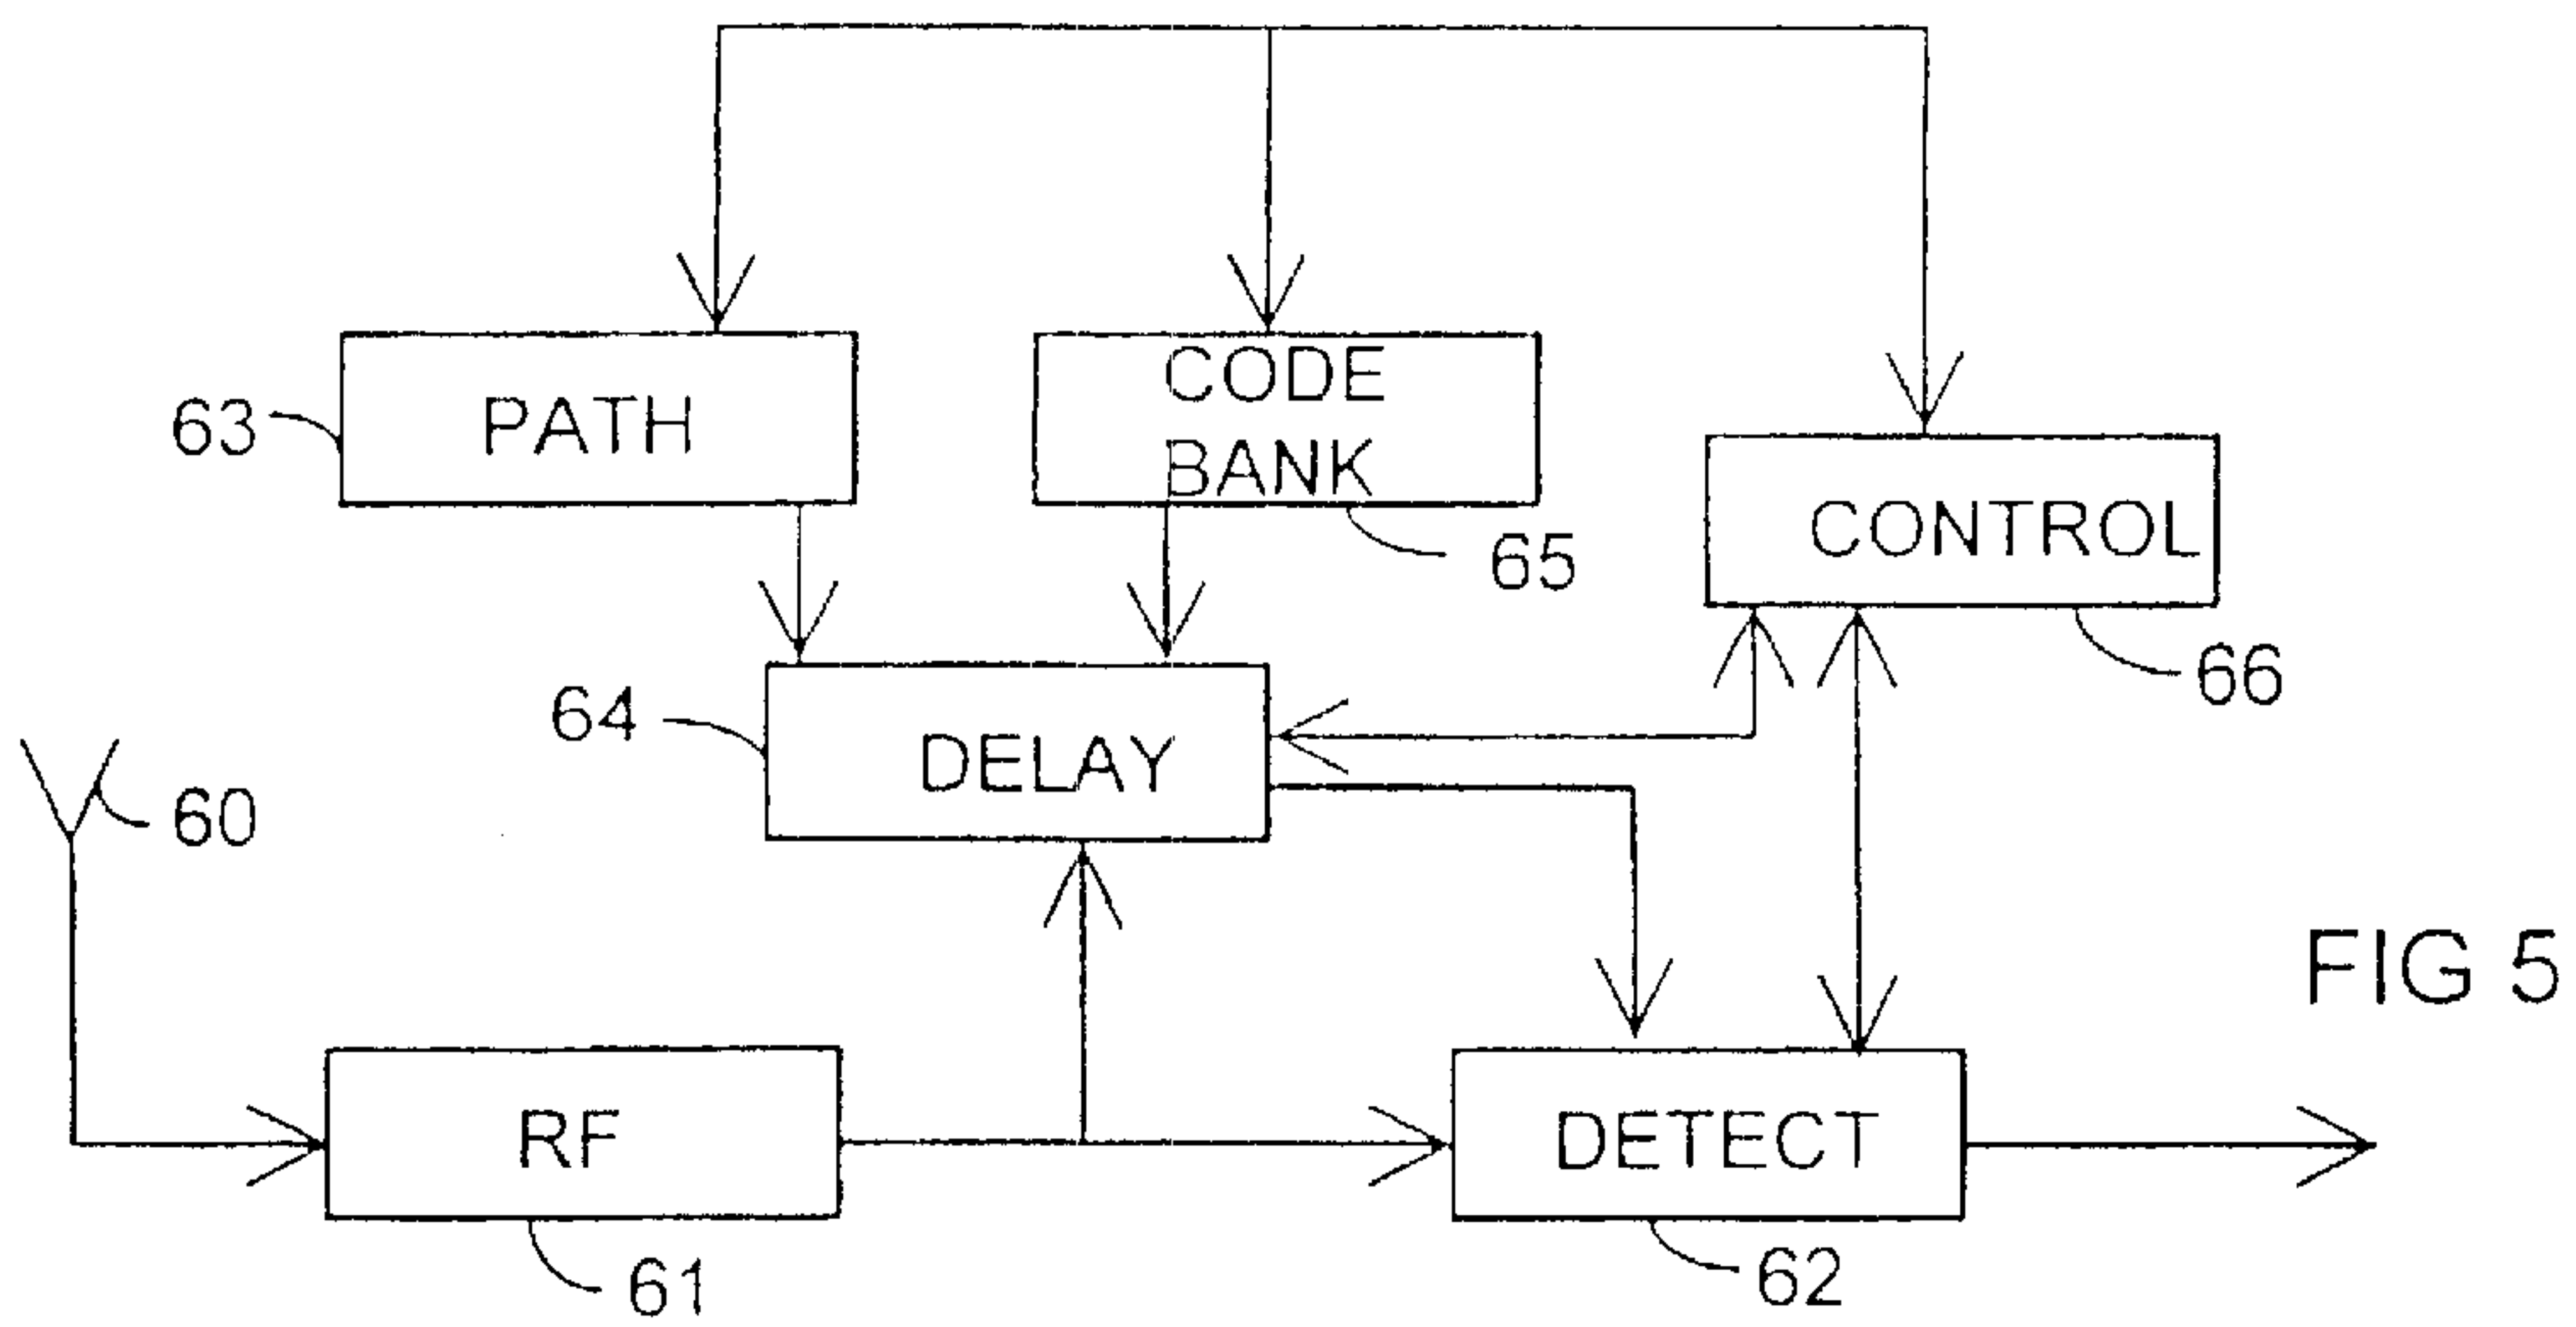 PATH
63
CODE
BANK
65
CONTROL
66
64
DELAY
60
RF
61
DETECT
62
FIG 5